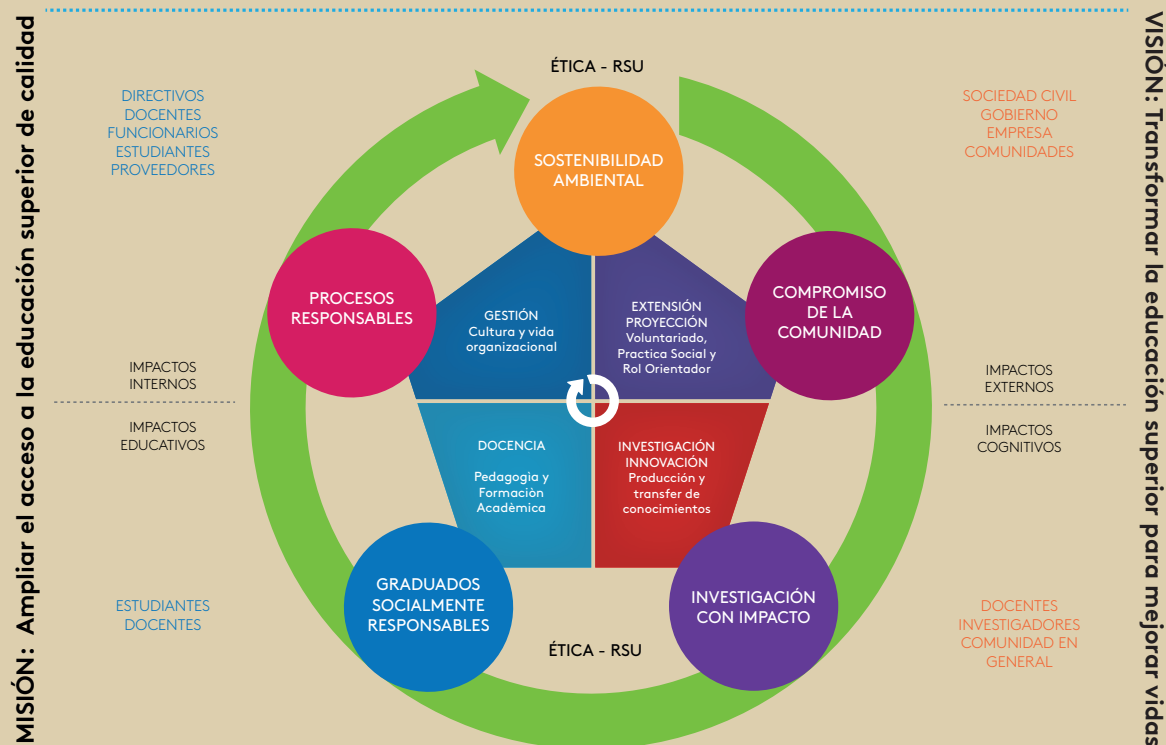 MISIÓN: Ampliar el acceso a la educación superior de calidad
DIRECTIVOS
DOCENTES
FUNCIONARIOS
ESTUDIANTES
PROVEEDORES
ÉTICA - RSU
SOCIEDAD CIVIL
GOBIERNO
EMPRESA
COMUNIDADES
SOSTENIBILIDAD
AMBIENTAL
PROCESOS
RESPONSABLES
COMPROMISO
DE LA
COMUNIDAD
GESTIÓN
Cultura y vida
organizacional
EXTENSIÓN
PROYECCIÓN
Voluntariado,
Practica Social y
Rol Orientador
IMPACTOS
INTERNOS
IMPACTOS
EXTERNOS
IMPACTOS
EDUCATIVOS
IMPACTOS
COGNITIVOS
DOCENCIA
Pedagogìa y
Formaciòn
Acadèmica
INVESTIGACIÓN
INNOVACIÓN
Producción y
transfer de
conocimientos
GRADUADOS
SOCIALMENTE
RESPONSABLES
INVESTIGACIÓN
CON IMPACTO
ESTUDIANTES
DOCENTES
DOCENTES
INVESTIGADORES
COMUNIDAD EN
GENERAL
ÉTICA - RSU
VISIÓN: Transformar la educación superior para mejorar vidas